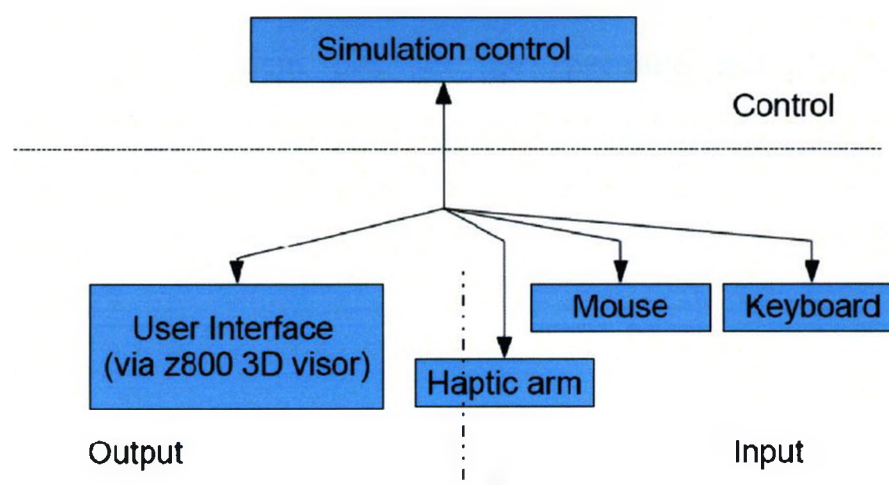 Simulation control
Control
Mouse
Keyboard
User Interface
(via z800 3D visor)
Haptic arm
Output
Input